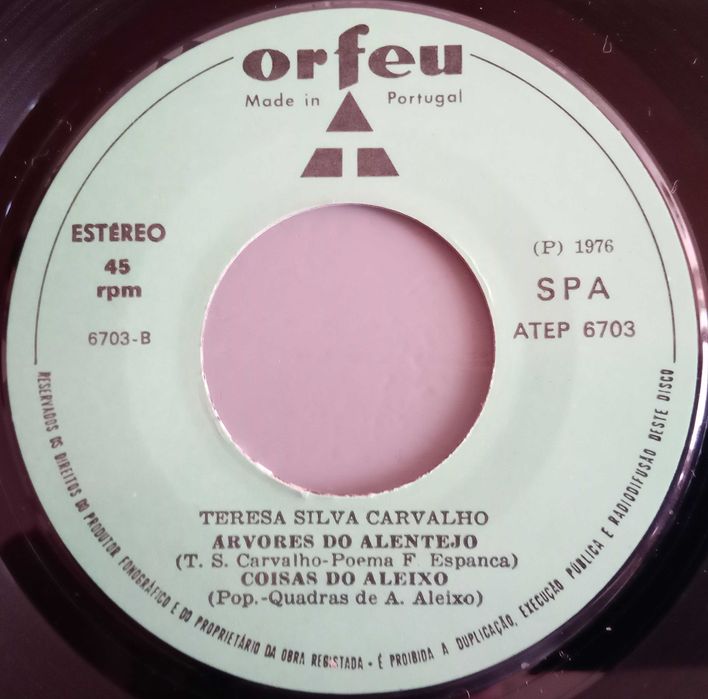 orfeu
Made in Portugal
ESTÉREO
45
rpm
6703-B
(P) 1976
SPA
ATEP 6703
TERESA SILVA CARVALHO
ARVORES DO ALENTEJO
(T. S. Carvalho-Poema F. Espanca)
COISAS DO ALEIXO
(Pop.-Quadras de A. Aleixo)
RESERVADOS OS DIREITOS DO PRODUTOR FONOGRÁFICO E DO PROPRIETÁRIO DA OBRA REGISTADA - É PROIBIDA A DUPLICAÇÃO, EXECUÇÃO PÚBLICA E RADIODIFUSÃO DESTE DISCO